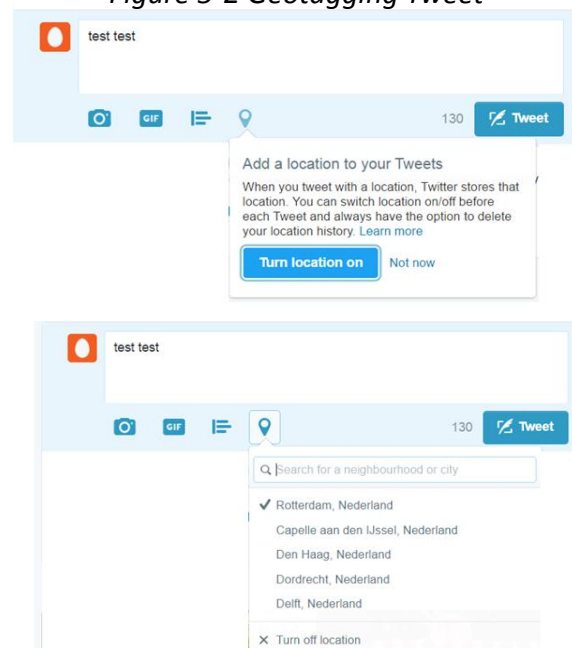 Figure 3-2 Geotagging Tweet
test test
GIF
130 Tweet
Add a location to your Tweets
When you tweet with a location, Twitter stores that
location. You can switch location on/off before
each Tweet and always have the option to delete
your location history. Learn more
Turn location on Not now
test test
GIF
130 Tweet
Search for a neighbourhood or city
Rotterdam, Nederland
Capelle aan den IJssel, Nederland
Den Haag, Nederland
Dordrecht, Nederland
Delft, Nederland
Turn off location